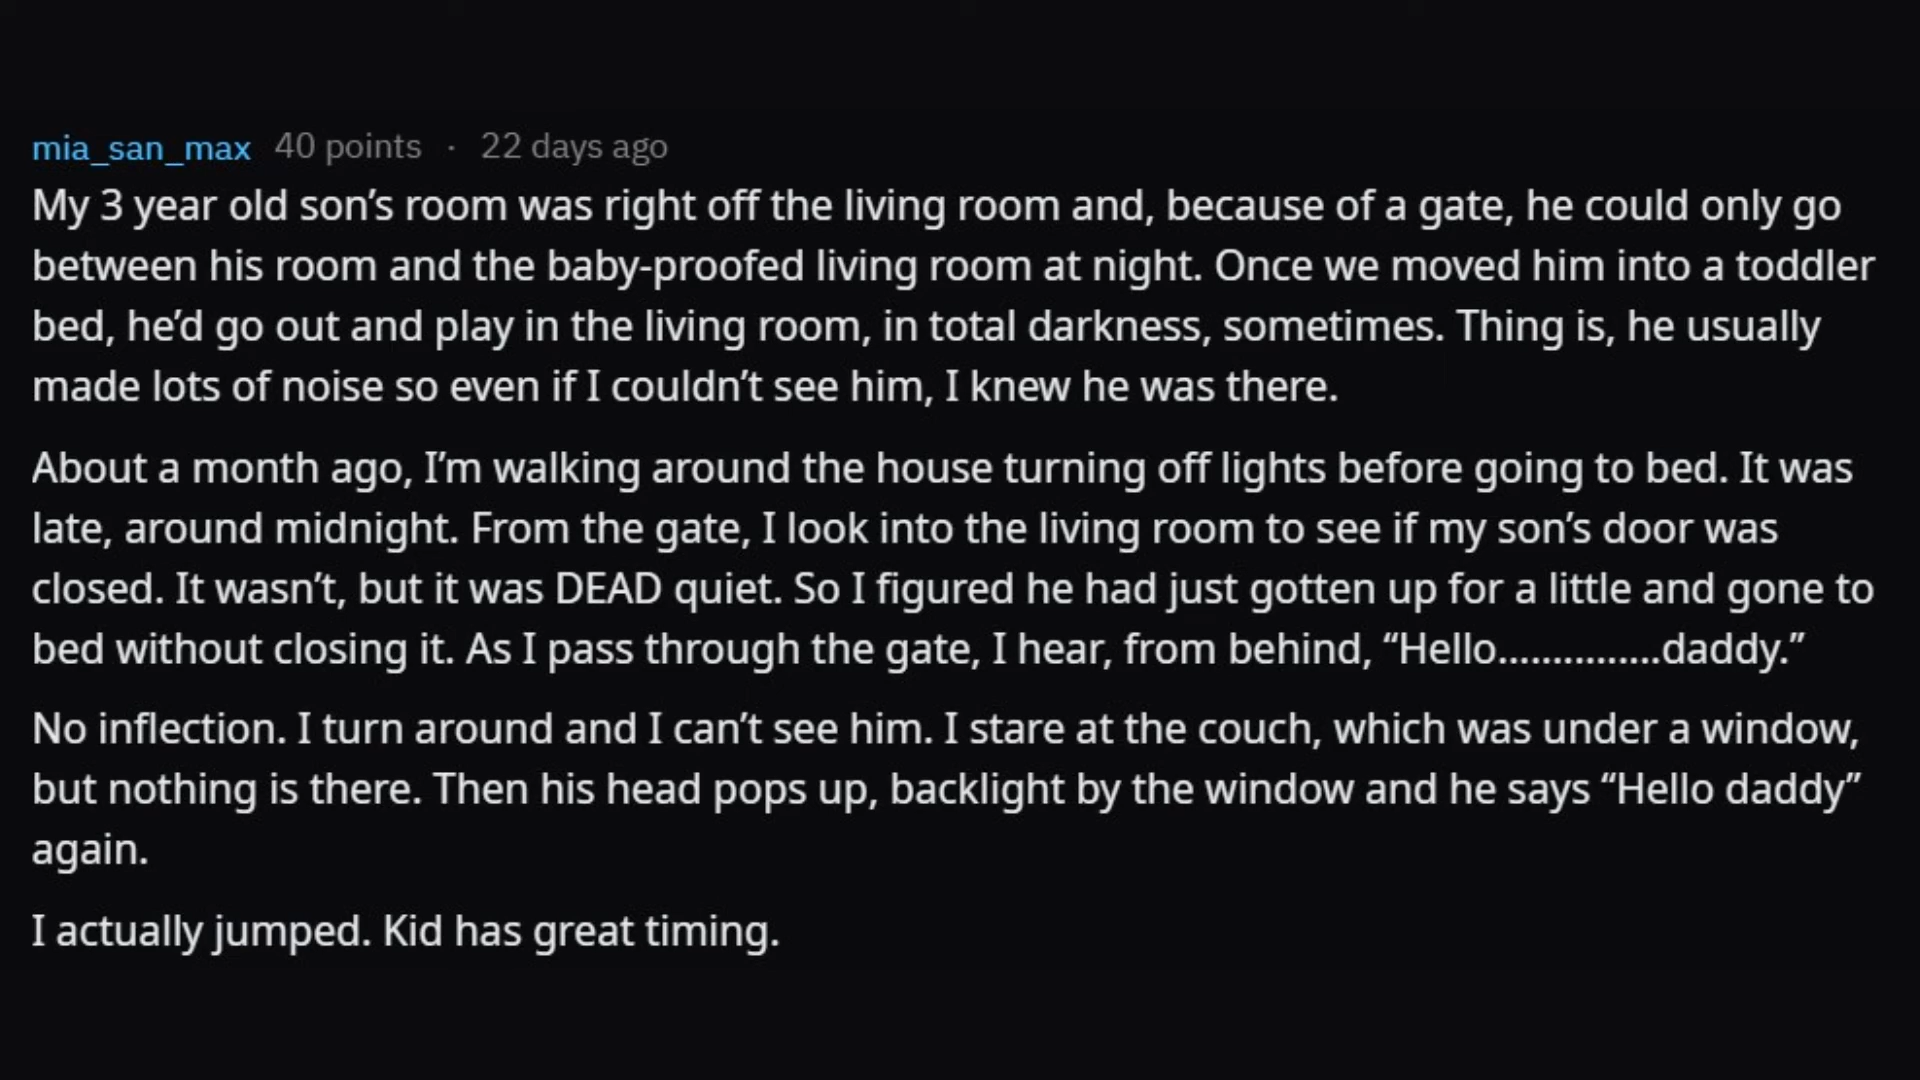 mia_san_max 40 points · 22 days ago
My 3 year old son’s room was right off the living room and, because of a gate, he could only go
between his room and the baby-proofed living room at night. Once we moved him into a toddler
bed, he’d go out and play in the living room, in total darkness, sometimes. Thing is, he usually
made lots of noise so even if I couldn’t see him, I knew he was there.
About a month ago, I’m walking around the house turning off lights before going to bed. It was
late, around midnight. From the gate, I look into the living room to see if my son’s door was
closed. It wasn’t, but it was DEAD quiet. So I figured he had just gotten up for a little and gone to
bed without closing it. As I pass through the gate, I hear, from behind, “Hello...............daddy.”
No inflection. I turn around and I can’t see him. I stare at the couch, which was under a window,
but nothing is there. Then his head pops up, backlight by the window and he says “Hello daddy”
again.
I actually jumped. Kid has great timing.